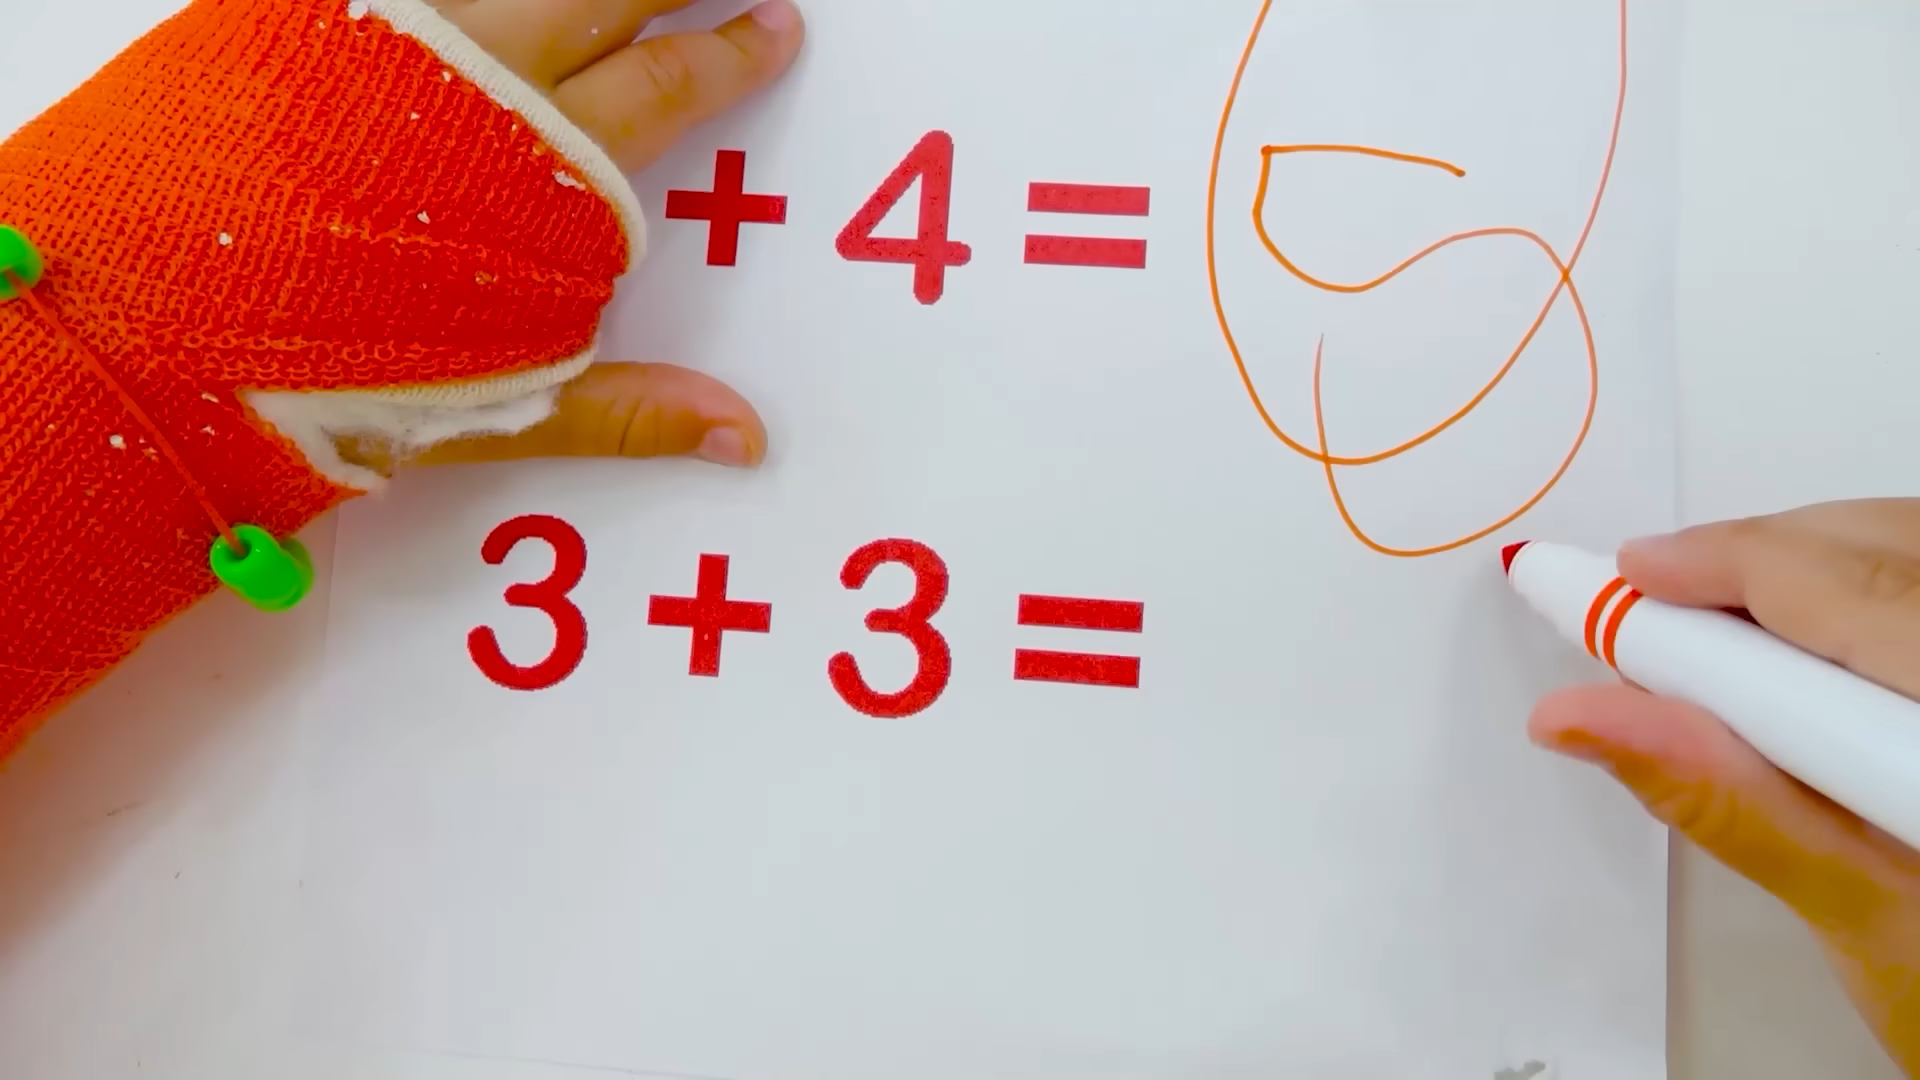 + 4 = 5
3 + 3 =